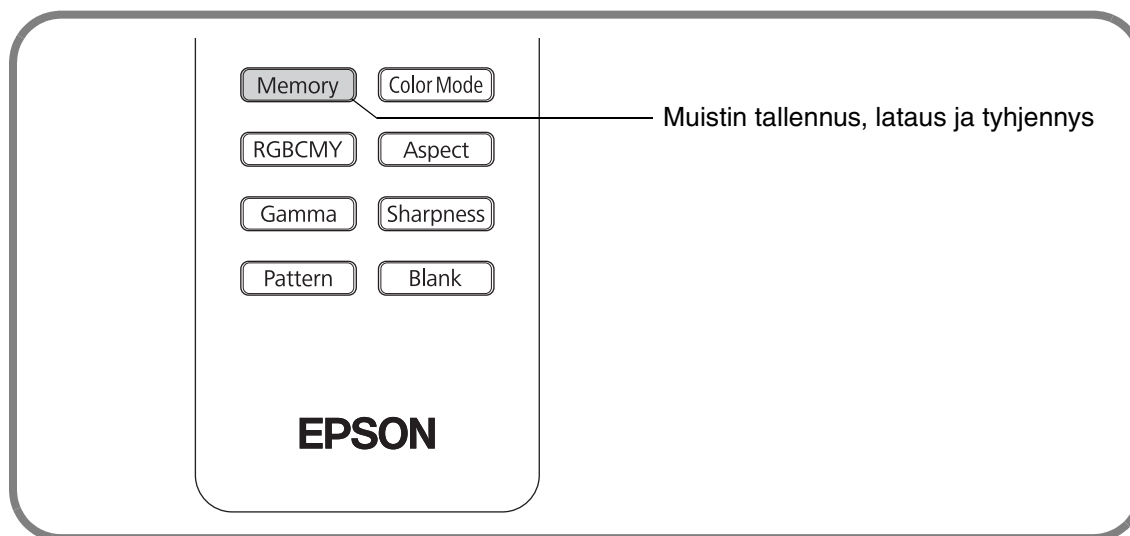 Memory Color Mode
Muistin tallennus, lataus ja tyhjennys
RGBCMY Aspect
Gamma Sharpness
Pattern Blank
EPSON